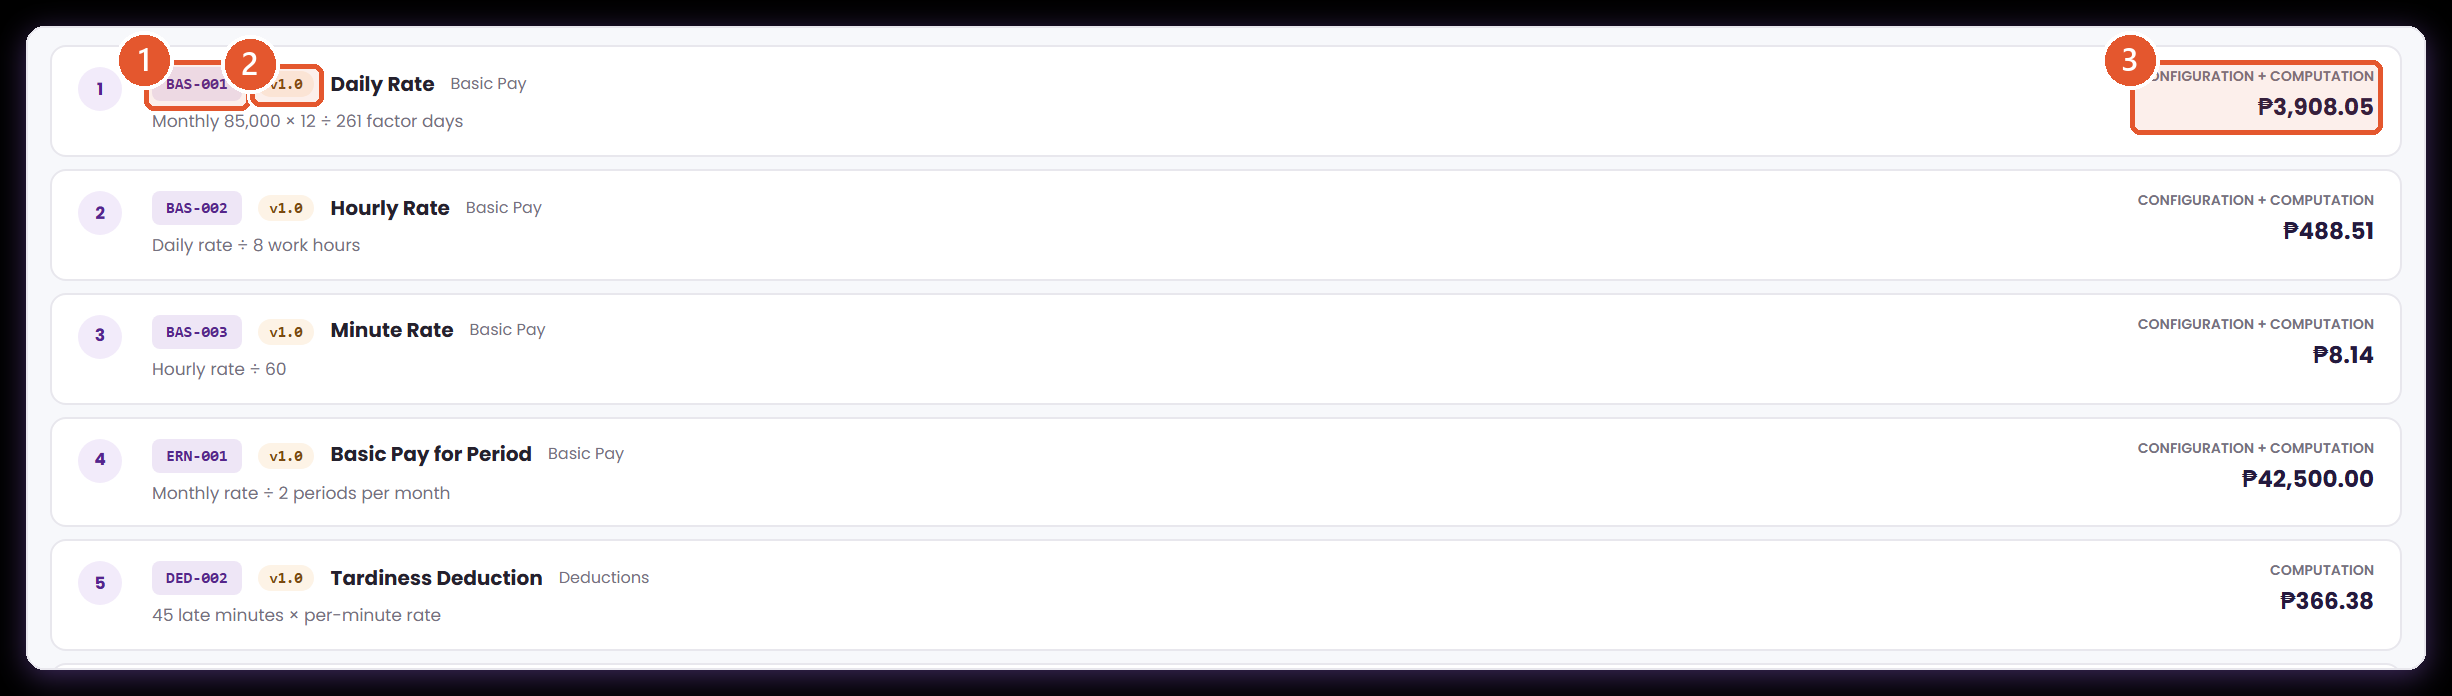 1 2 3
1 BAS-001 v1.0 Daily Rate Basic Pay
Monthly 85,000 × 12 ÷ 261 factor days
ONFIGURATION + COMPUTATION
₱3,908.05
2 BAS-002 v1.0 Hourly Rate Basic Pay
Daily rate ÷ 8 work hours
CONFIGURATION + COMPUTATION
₱488.51
3 BAS-003 v1.0 Minute Rate Basic Pay
Hourly rate ÷ 60
CONFIGURATION + COMPUTATION
₱8.14
4 ERN-001 v1.0 Basic Pay for Period Basic Pay
Monthly rate ÷ 2 periods per month
CONFIGURATION + COMPUTATION
₱42,500.00
5 DED-002 v1.0 Tardiness Deduction Deductions
45 late minutes × per-minute rate
COMPUTATION
₱366.38